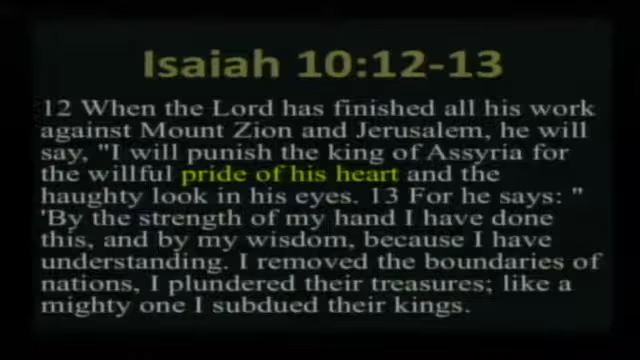 Isaiah 10:12-13
12 When the Lord has finished all his work
against Mount Zion and Jerusalem, he will
say, "I will punish the king of Assyria for
the willful pride of his heart and the
haughty look in his eyes. 13 For he says: "
'By the strength of my hand I have done
this, and by my wisdom, because I have
understanding. I removed the boundaries of
nations, I plundered their treasures; like a
mighty one I subdued their kings.